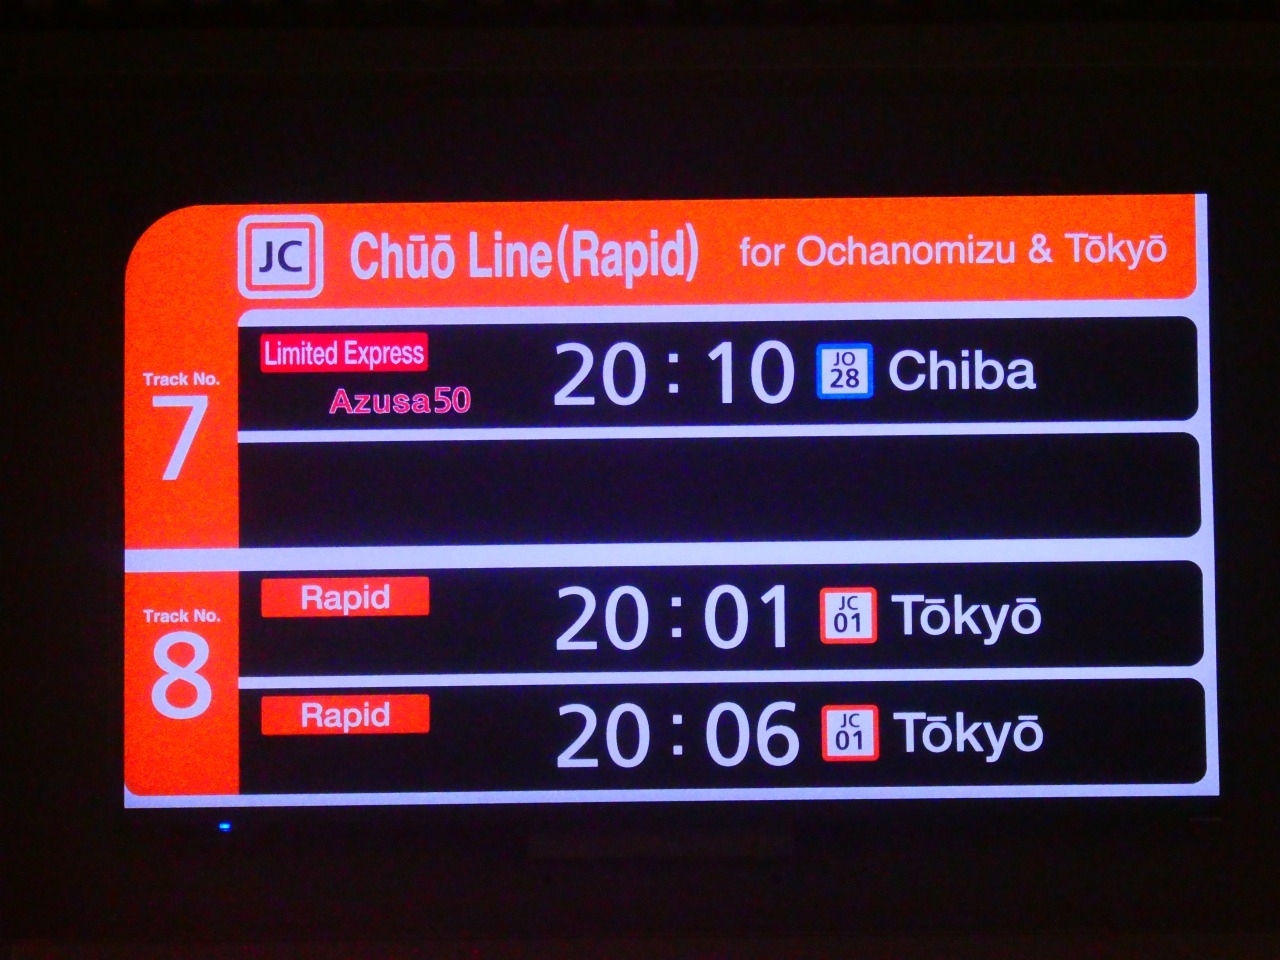 JC Chūō Line(Rapid) for Ochanomizu & Tōkyō
Track No.
7
Limited Express
Azusa50
20:10
JO
28
Chiba
Track No.
8
Rapid
20:01
JC
01
Tōkyō
Rapid
20:06
JC
01
Tōkyō